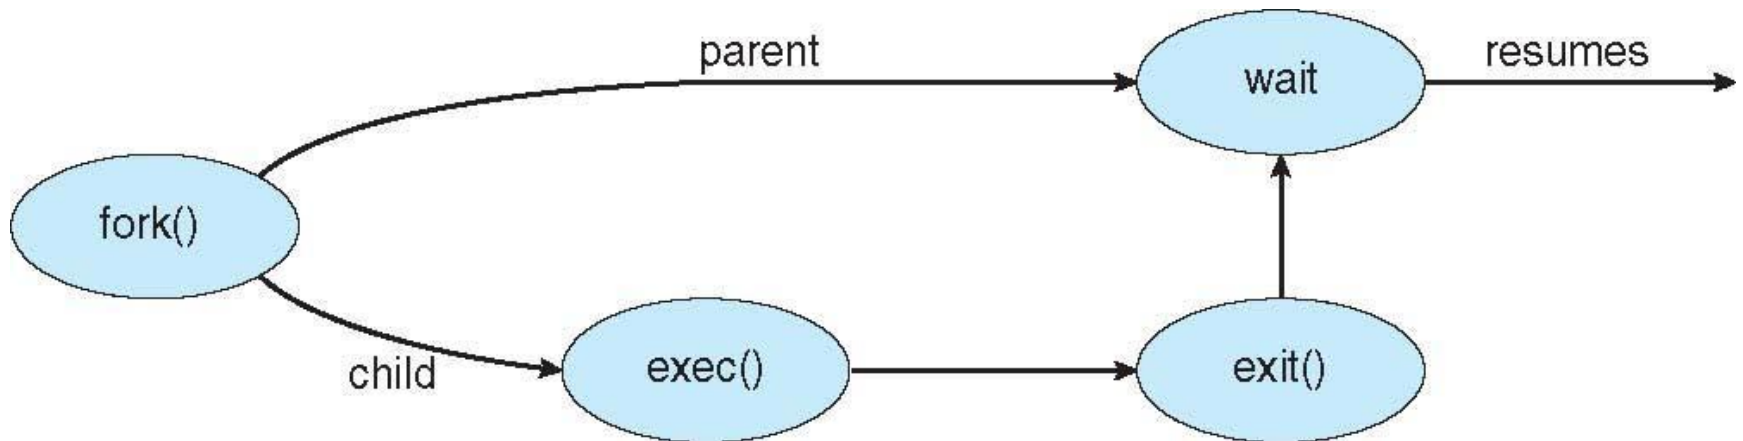 parent
wait
resumes
fork()
child
exec()
exit()